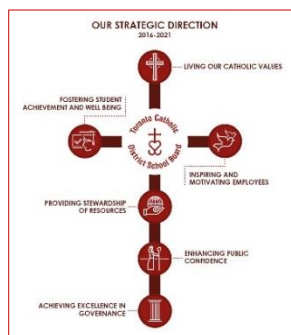 OUR STRATEGIC DIRECTION
2016-2021
LIVING OUR CATHOLIC VALUES
FOSTERING STUDENT
ACHIEVEMENT AND WELL BEING
Toronto Catholic
District School Board
INSPIRING AND
MOTIVATING EMPLOYEES
PROVIDING STEWARDSHIP
OF RESOURCES
ENHANCING PUBLIC
CONFIDENCE
ACHIEVING EXCELLENCE IN
GOVERNANCE